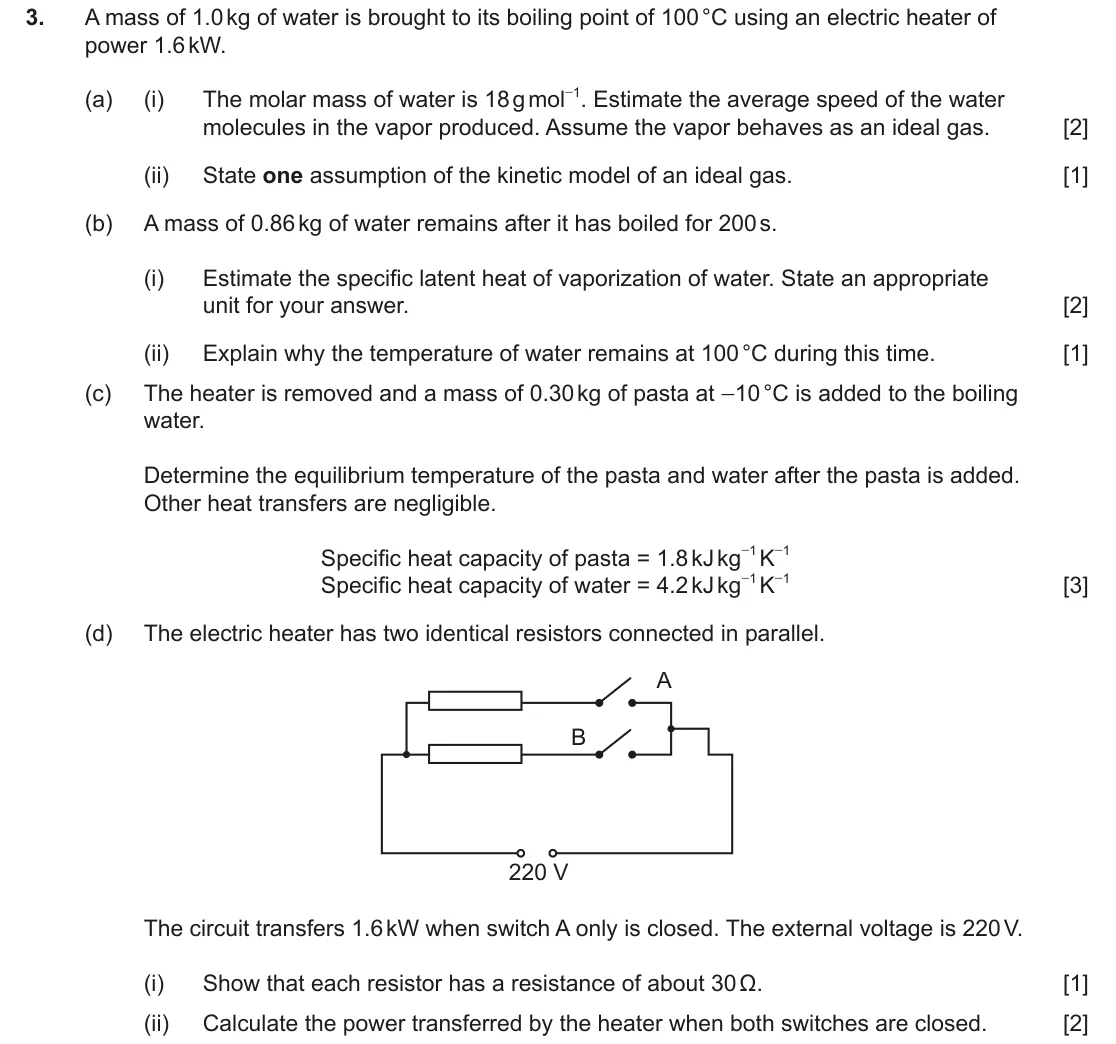 3. A mass of 1.0 kg of water is brought to its boiling point of 100 °C using an electric heater of
power 1.6 kW.
(a) (i) The molar mass of water is 18 g mol⁻¹. Estimate the average speed of the water
molecules in the vapor produced. Assume the vapor behaves as an ideal gas. [2]
(ii) State one assumption of the kinetic model of an ideal gas. [1]
(b) A mass of 0.86 kg of water remains after it has boiled for 200 s.
(i) Estimate the specific latent heat of vaporization of water. State an appropriate
unit for your answer. [2]
(ii) Explain why the temperature of water remains at 100 °C during this time. [1]
(c) The heater is removed and a mass of 0.30 kg of pasta at −10 °C is added to the boiling
water.
Determine the equilibrium temperature of the pasta and water after the pasta is added.
Other heat transfers are negligible.
Specific heat capacity of pasta = 1.8 kJ kg⁻¹ K⁻¹
Specific heat capacity of water = 4.2 kJ kg⁻¹ K⁻¹ [3]
(d) The electric heater has two identical resistors connected in parallel.
A
B
220 V
The circuit transfers 1.6 kW when switch A only is closed. The external voltage is 220 V.
(i) Show that each resistor has a resistance of about 30 Ω. [1]
(ii) Calculate the power transferred by the heater when both switches are closed. [2]